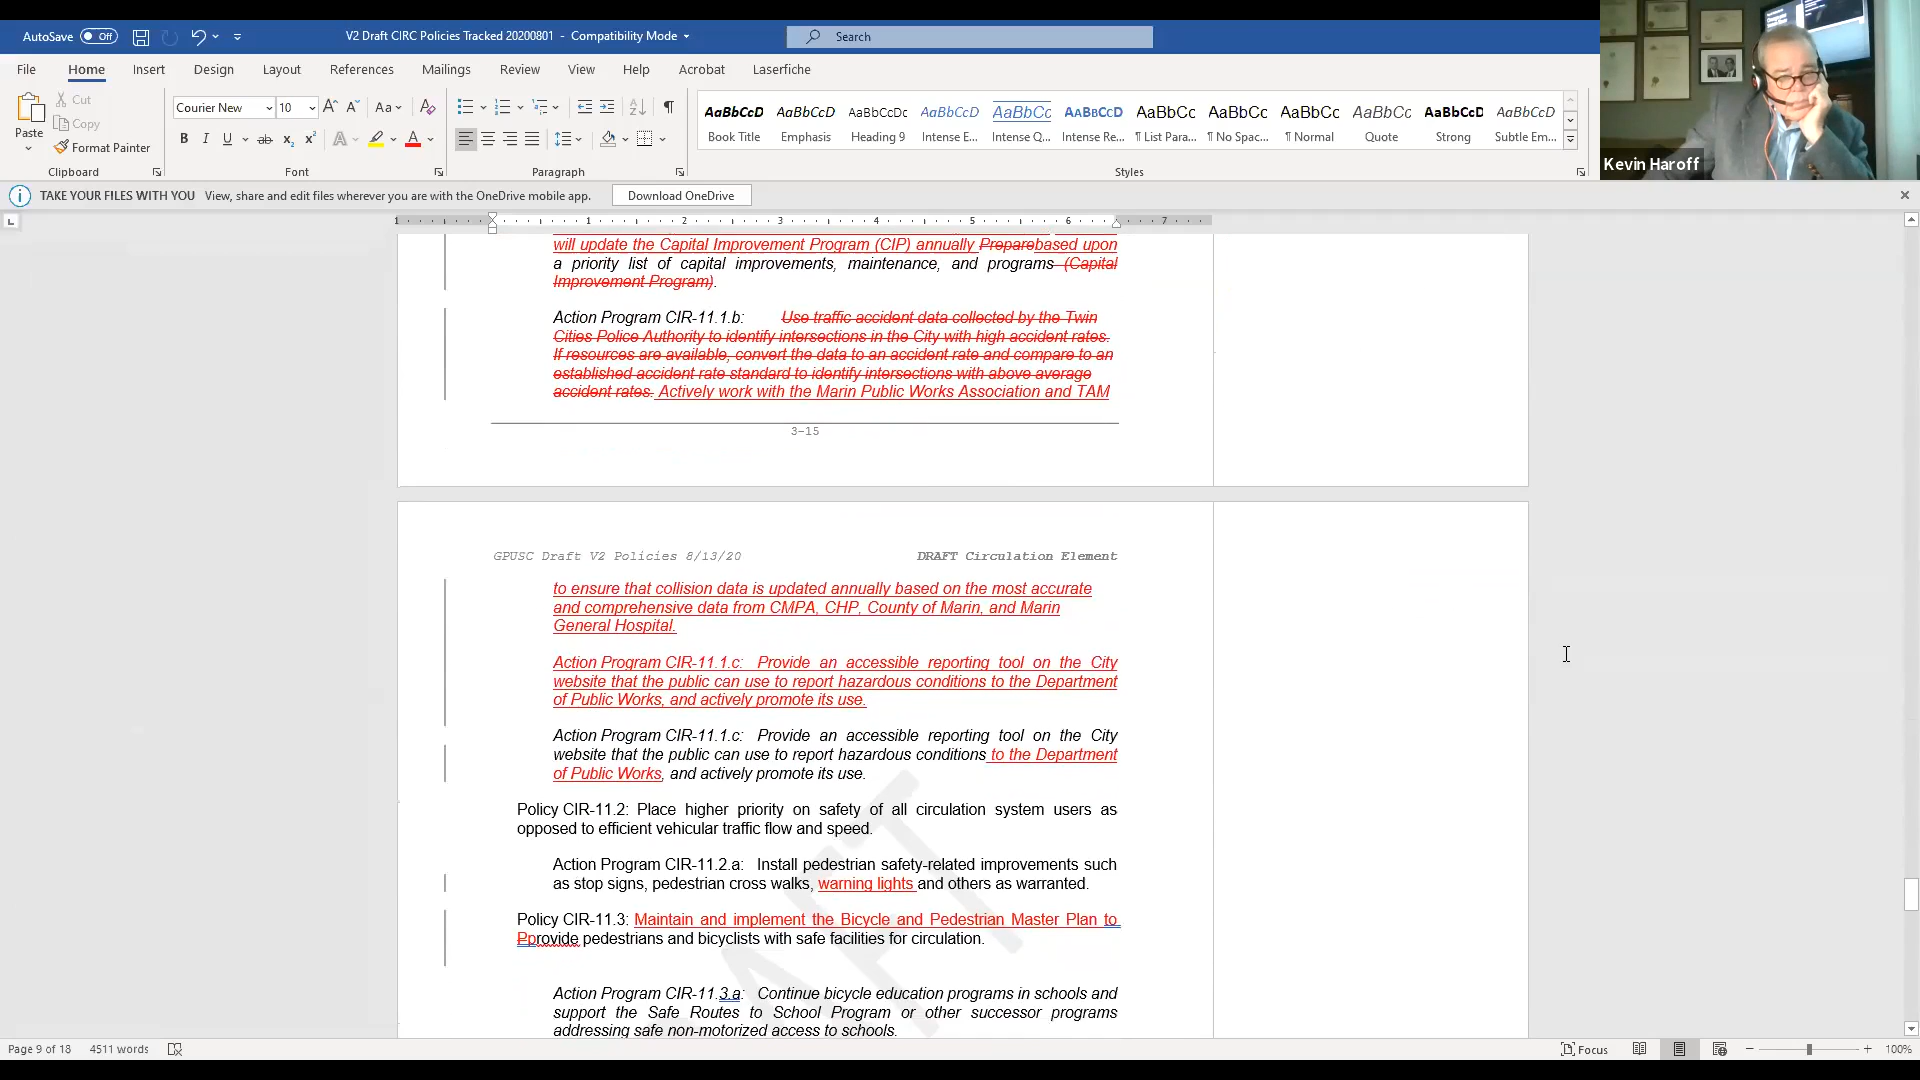 AutoSave Off V2 Draft CIRC Policies Tracked 20200801 - Compatibility Mode Search
File Home Insert Design Layout References Mailings Review View Help Acrobat Laserfiche
Paste Cut Copy Format Painter
Courier New 10 Aa
B I U ab x₂ x² A A
AaBbCcD AaBbCcD AaBbCcDc AaBbCcD AaBbCc AaBbCcD AaBbCc AaBbCc AaBbCc AaBbCc AaBbCcD AaBbCcD
Book Title Emphasis Heading 9 Intense E... Intense Q... Intense Re... ¶ List Para... ¶ No Spac... ¶ Normal Quote Strong Subtle Em...
Clipboard Font Paragraph Styles
Kevin Haroff
TAKE YOUR FILES WITH YOU View, share and edit files wherever you are with the OneDrive mobile app. Download OneDrive
1 1 2 3 4 5 6 7
will update the Capital Improvement Program (CIP) annually Preparebased upon
a priority list of capital improvements, maintenance, and programs (Capital
Improvement Program).
Action Program CIR-11.1.b: Use traffic accident data collected by the Twin
Cities Police Authority to identify intersections in the City with high accident rates.
If resources are available, convert the data to an accident rate and compare to an
established accident rate standard to identify intersections with above average
accident rates. Actively work with the Marin Public Works Association and TAM
3-15
GPUSC Draft V2 Policies 8/13/20 DRAFT Circulation Element
to ensure that collision data is updated annually based on the most accurate
and comprehensive data from CMPA, CHP, County of Marin, and Marin
General Hospital.
Action Program CIR-11.1.c: Provide an accessible reporting tool on the City
website that the public can use to report hazardous conditions to the Department
of Public Works, and actively promote its use.
Action Program CIR-11.1.c: Provide an accessible reporting tool on the City
website that the public can use to report hazardous conditions to the Department
of Public Works, and actively promote its use.
Policy CIR-11.2: Place higher priority on safety of all circulation system users as
opposed to efficient vehicular traffic flow and speed.
Action Program CIR-11.2.a: Install pedestrian safety-related improvements such
as stop signs, pedestrian cross walks, warning lights and others as warranted.
Policy CIR-11.3: Maintain and implement the Bicycle and Pedestrian Master Plan to
Pprovide pedestrians and bicyclists with safe facilities for circulation.
Action Program CIR-11.3.a: Continue bicycle education programs in schools and
support the Safe Routes to School Program or other successor programs
addressing safe non-motorized access to schools.
Page 9 of 18 4511 words Focus 100%